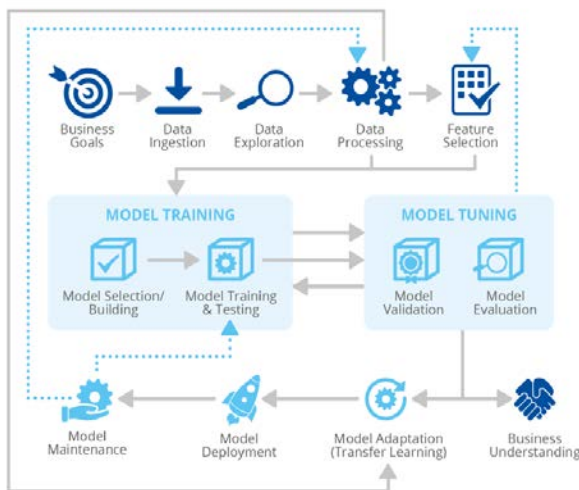 Business
Goals
Data
Ingestion
Data
Exploration
Data
Processing
Feature
Selection
MODEL TRAINING
Model Selection/
Building
Model Training
& Testing
MODEL TUNING
Model
Validation
Model
Evaluation
Model
Maintenance
Model
Deployment
Model Adaptation
(Transfer Learning)
Business
Understanding